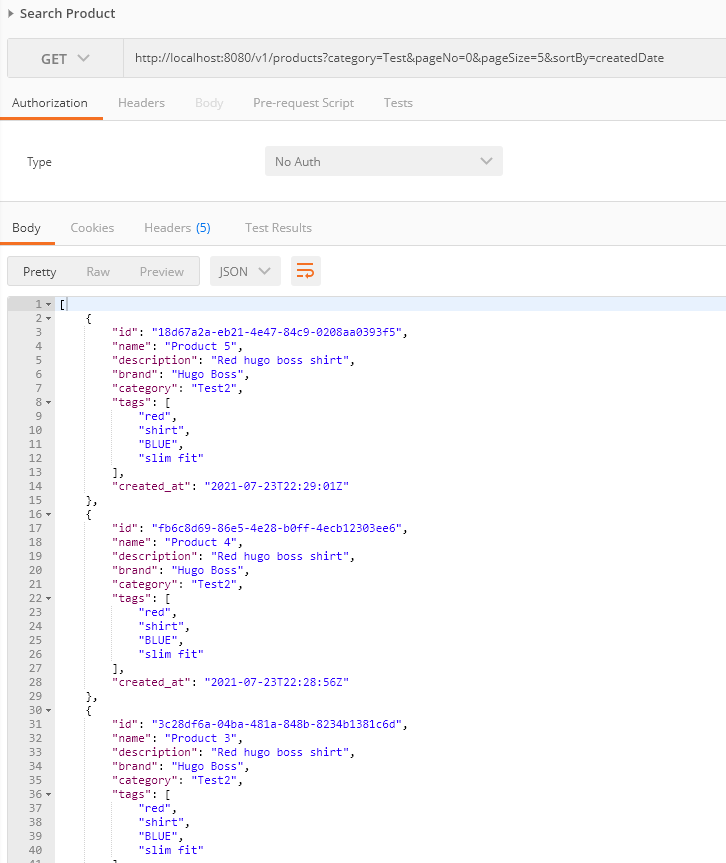 Search Product
GET http://localhost:8080/v1/products?category=Test&pageNo=0&pageSize=5&sortBy=createdDate
Authorization Headers Body Pre-request Script Tests
Type No Auth
Body Cookies Headers (5) Test Results
Pretty Raw Preview JSON
1 [
2 {
3 "id": "18d67a2a-eb21-4e47-84c9-0208aa0393f5",
4 "name": "Product 5",
5 "description": "Red hugo boss shirt",
6 "brand": "Hugo Boss",
7 "category": "Test2",
8 "tags": [
9 "red",
10 "shirt",
11 "BLUE",
12 "slim fit"
13 ],
14 "created_at": "2021-07-23T22:29:01Z"
15 },
16 {
17 "id": "fb6c8d69-86e5-4e28-b0ff-4ecb12303ee6",
18 "name": "Product 4",
19 "description": "Red hugo boss shirt",
20 "brand": "Hugo Boss",
21 "category": "Test2",
22 "tags": [
23 "red",
24 "shirt",
25 "BLUE",
26 "slim fit"
27 ],
28 "created_at": "2021-07-23T22:28:56Z"
29 },
30 {
31 "id": "3c28df6a-04ba-481a-848b-8234b1381c6d",
32 "name": "Product 3",
33 "description": "Red hugo boss shirt",
34 "brand": "Hugo Boss",
35 "category": "Test2",
36 "tags": [
37 "red",
38 "shirt",
39 "BLUE",
40 "slim fit"